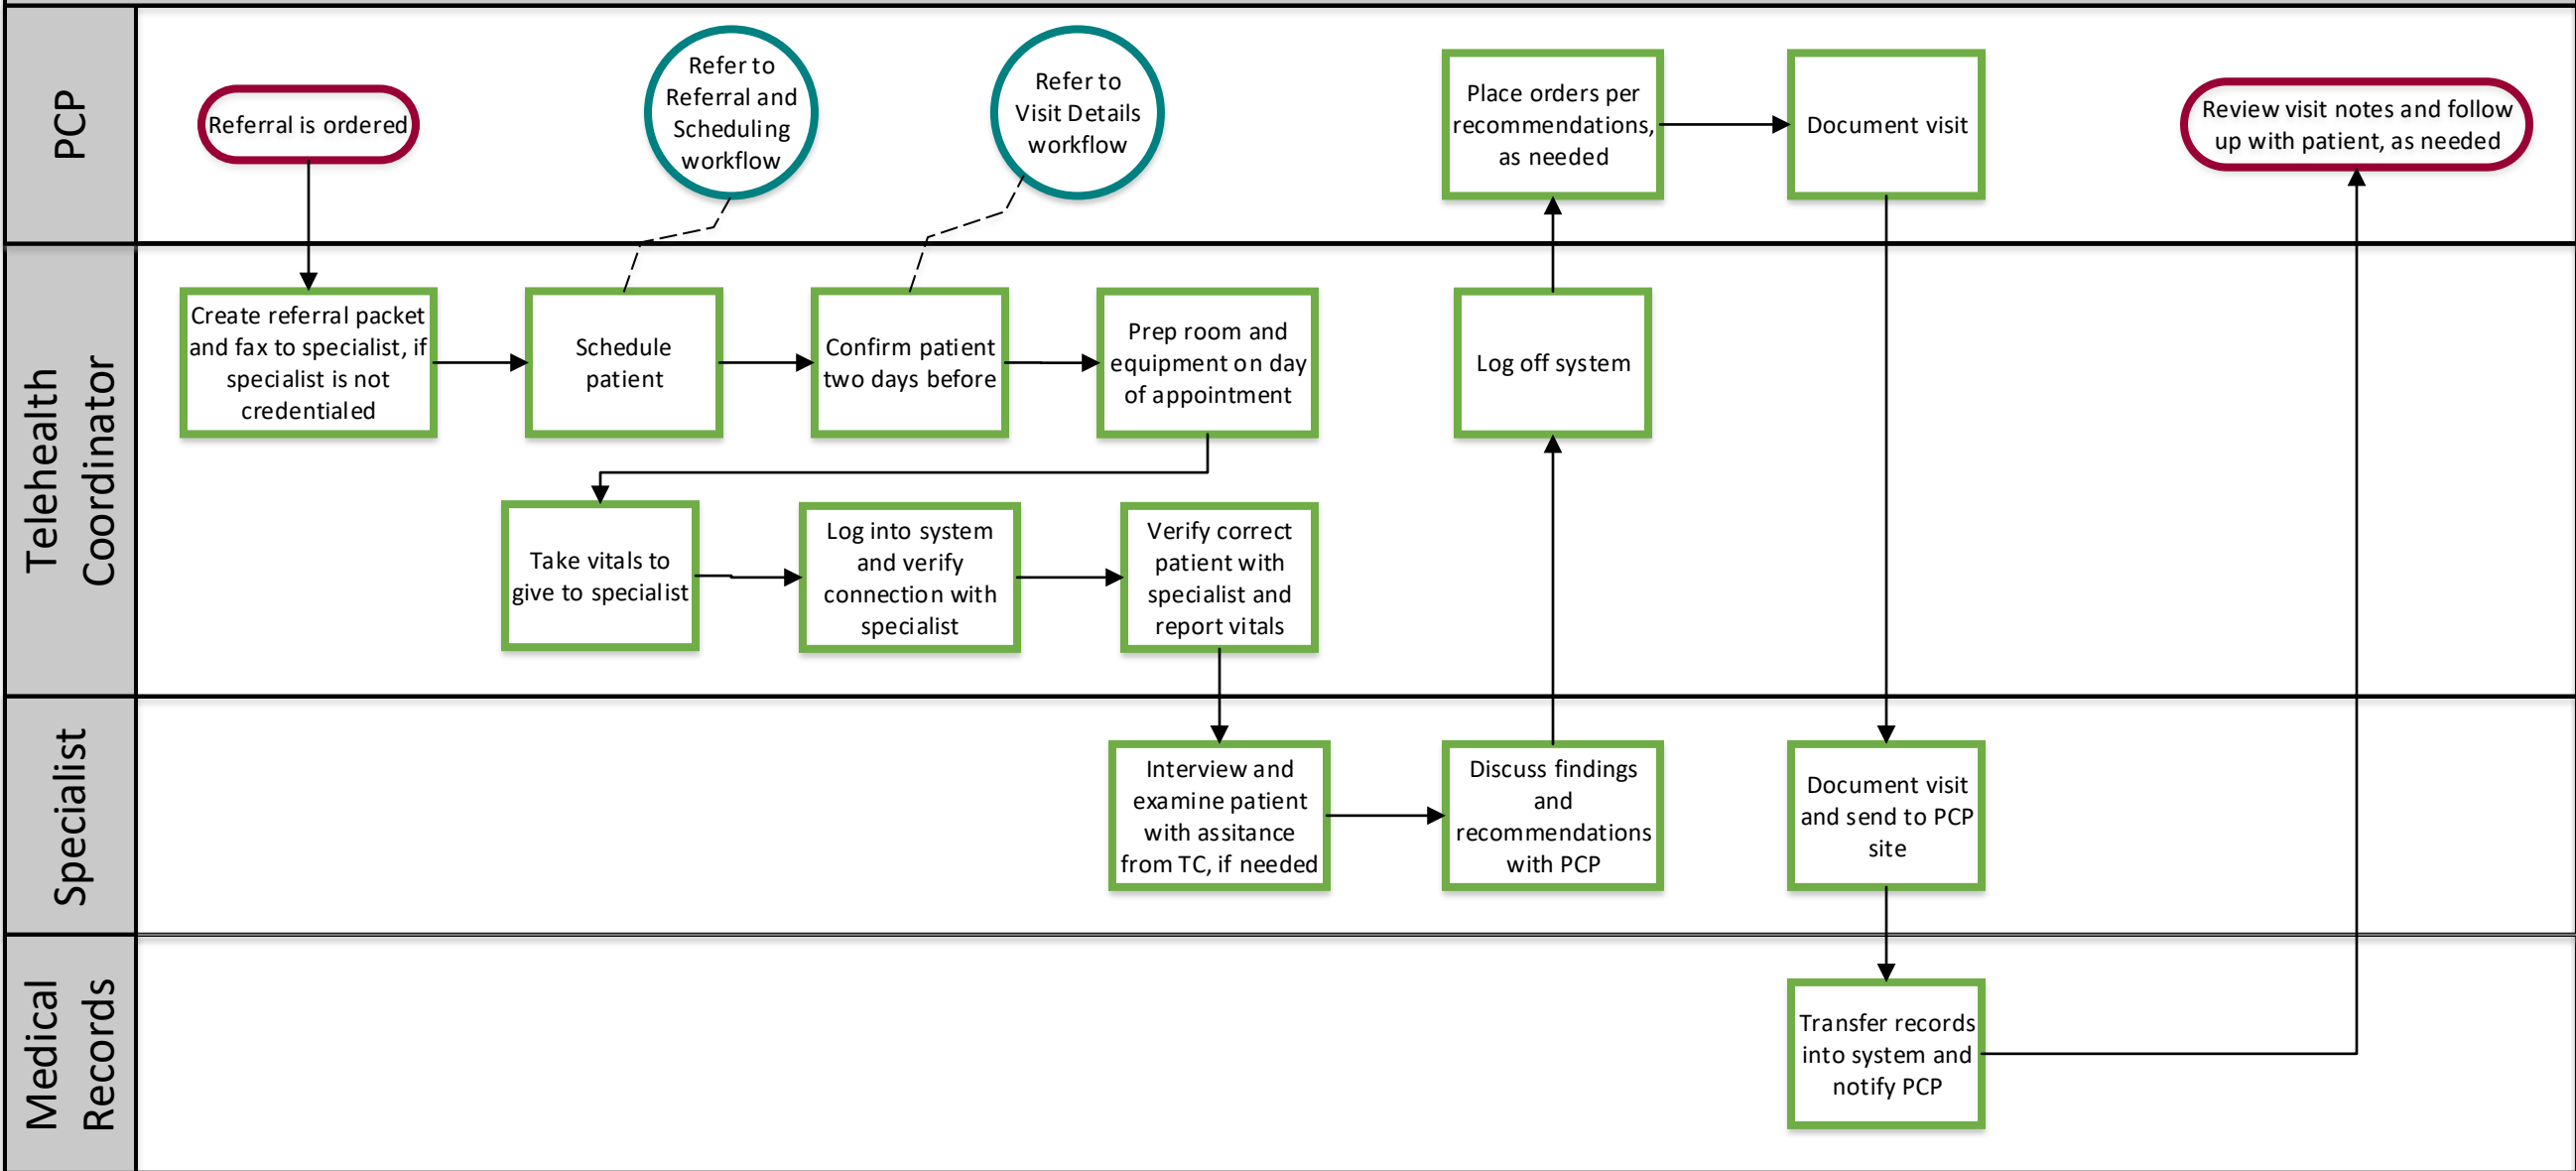 PCP
Referral is ordered
Refer to
Referral and
Scheduling
workflow
Refer to
Visit Details
workflow
Place orders per
recommendations,
as needed
Document visit
Review visit notes and follow
up with patient, as needed
Telehealth
Coordinator
Create referral packet
and fax to specialist, if
specialist is not
credentialed
Schedule
patient
Confirm patient
two days before
Prep room and
equipment on day
of appointment
Log off system
Take vitals to
give to specialist
Log into system
and verify
connection with
specialist
Verify correct
patient with
specialist and
report vitals
Specialist
Interview and
examine patient
with assitance
from TC, if needed
Discuss findings
and
recommendations
with PCP
Document visit
and send to PCP
site
Medical
Records
Transfer records
into system and
notify PCP